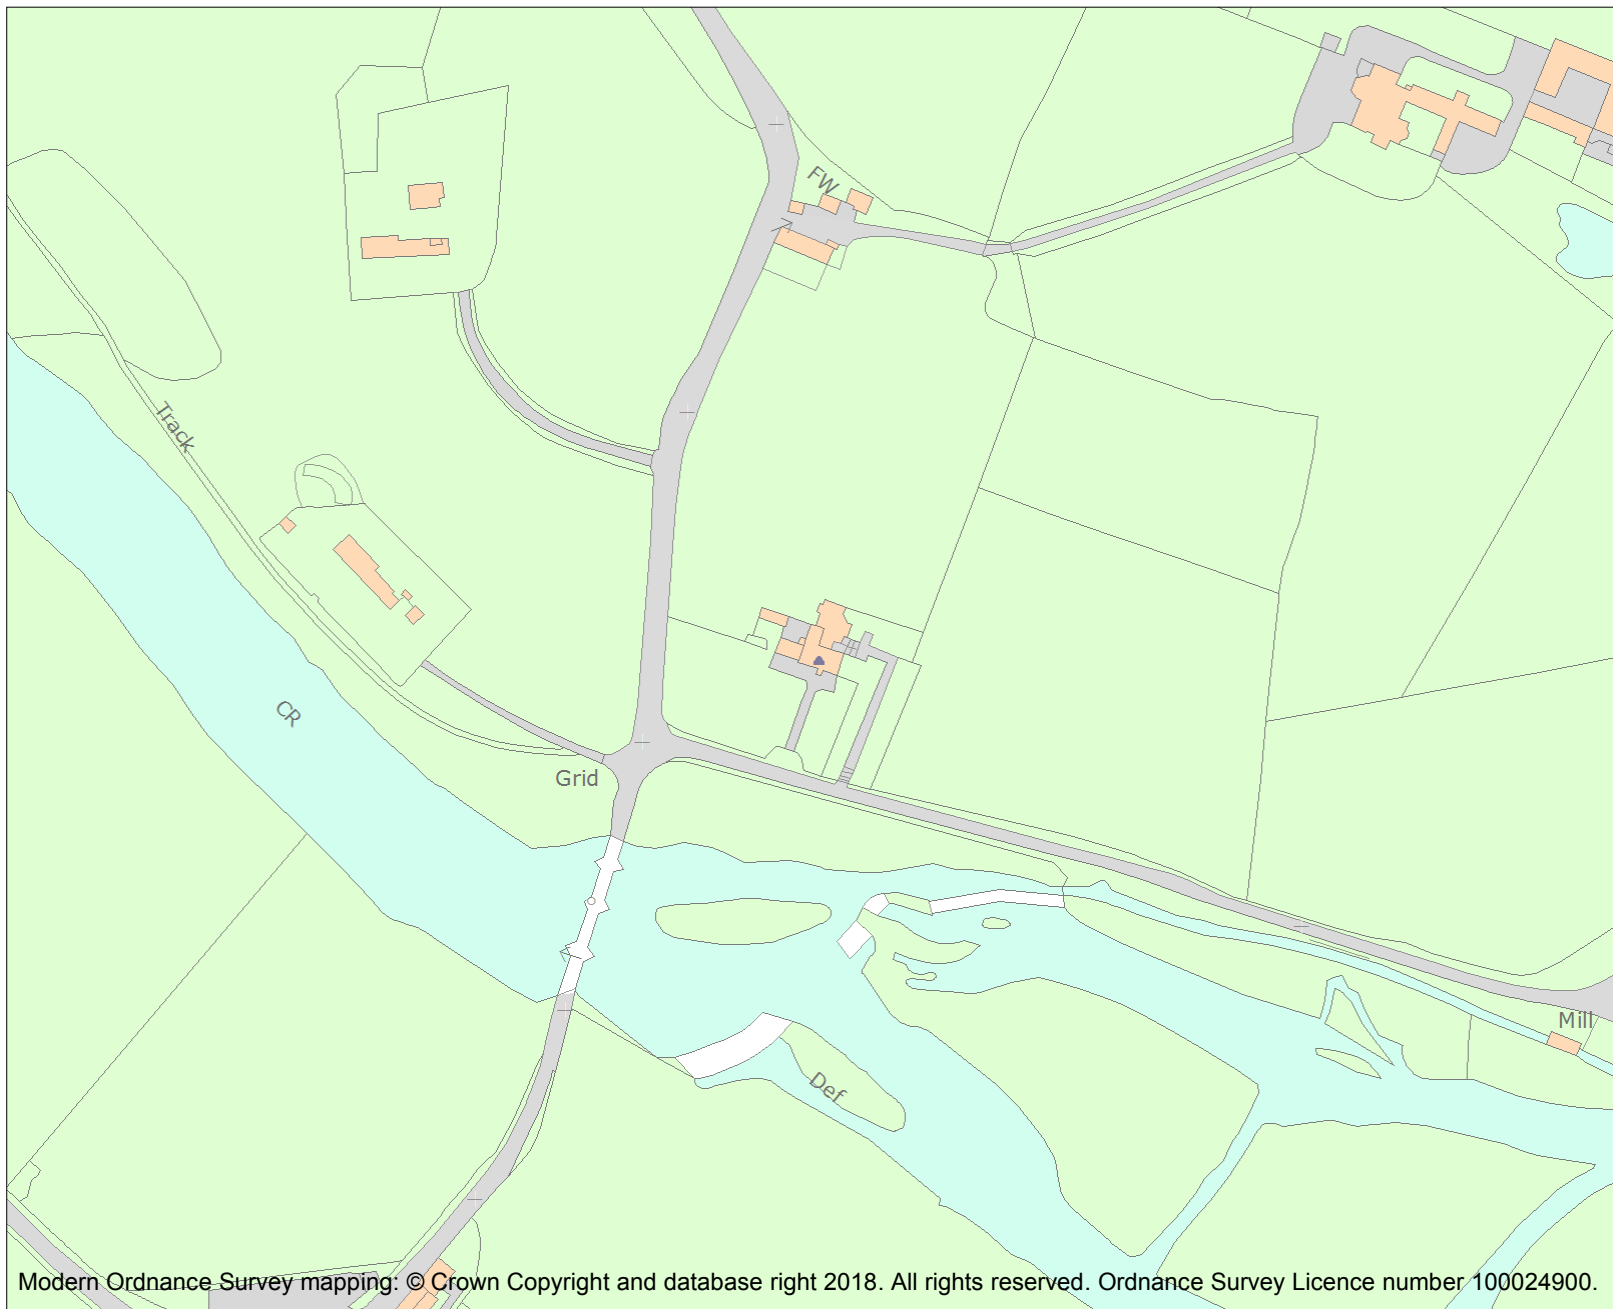 FW
Track
CR
Grid
Mill
Def
Modern Ordnance Survey mapping: © Crown Copyright and database right 2018. All rights reserved. Ordnance Survey Licence number 100024900.